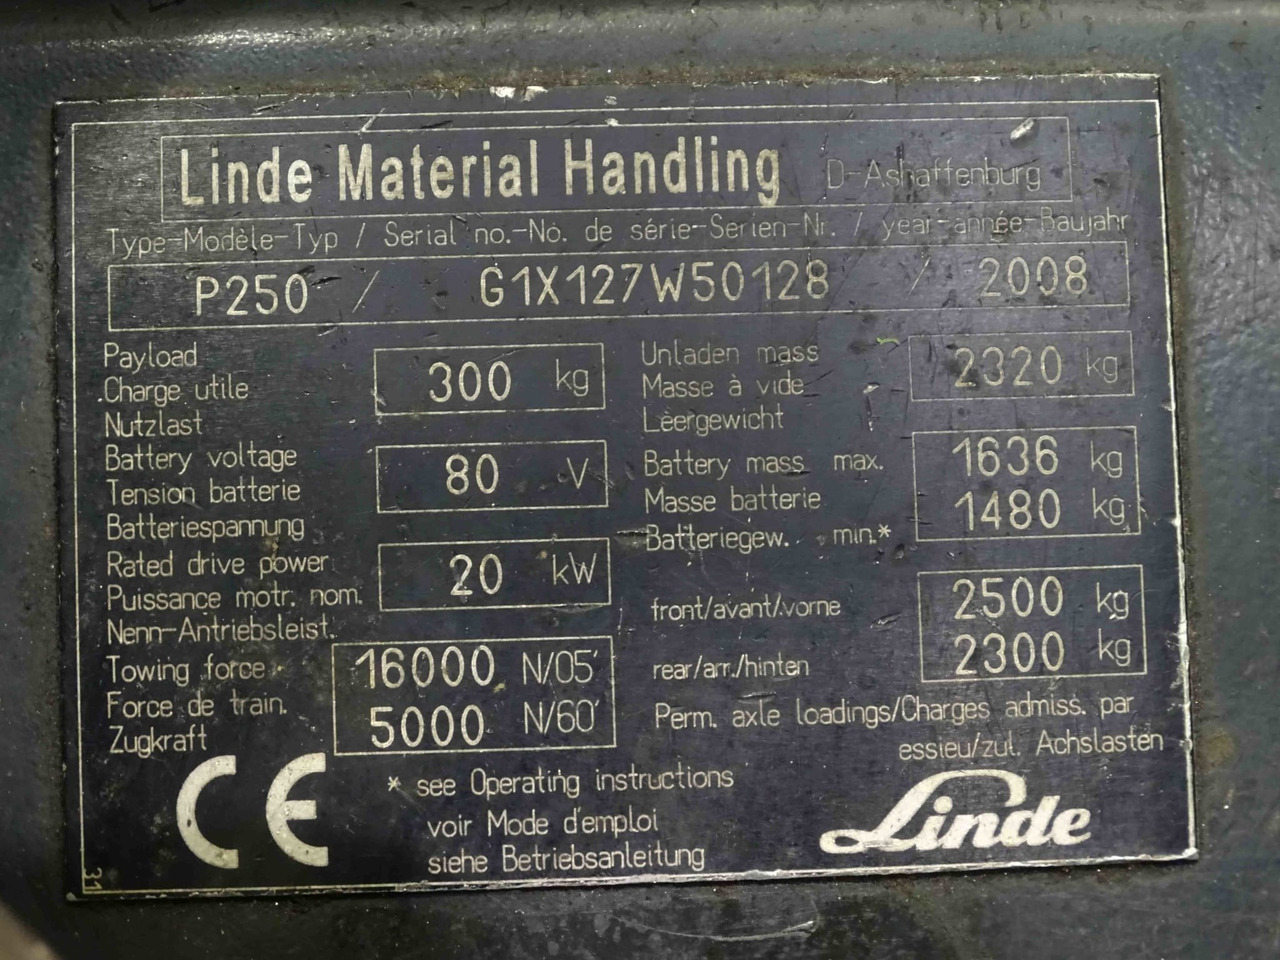 Linde Material Handling D-Ashaffenburg
Type-Modèle-Typ / Serial no.-No. de série-Serien-Nr. / year-année-Baujahr
P250 / G1X127W50128 / 2008
Payload
Charge utile
Nutzlast
300 kg
Battery voltage
Tension batterie
Batteriespannung
80 V
Rated drive power
Puissance motr. nom.
Nenn-Antriebsleist.
20 kW
Towing force
Force de train.
Zugkraft
16000 N/05'
5000 N/60'
Unladen mass
Masse à vide
Leergewicht
2320 kg
Battery mass max.
Masse batterie
Batteriegew. min.*
1636 kg
1480 kg
front/avant/vorne 2500 kg
rear/arr./hinten 2300 kg
Perm. axle loadings/Charges admiss. par
essieu/zul. Achslasten
* see Operating instructions
voir Mode d'emploi
siehe Betriebsanleitung
CE
Linde
31